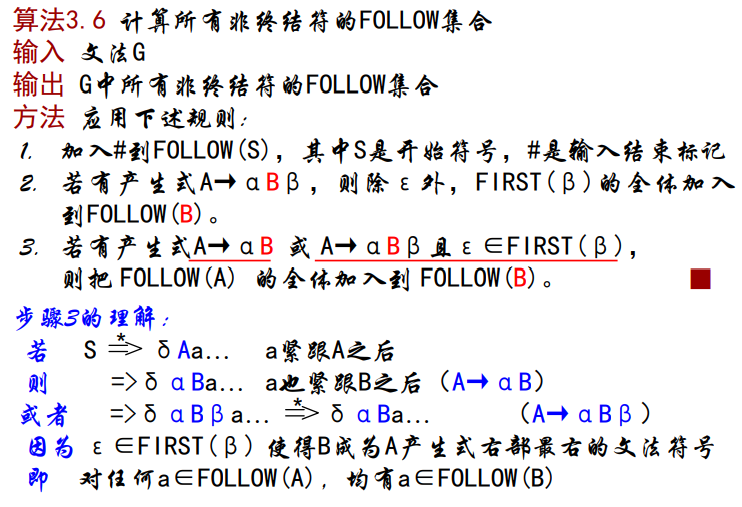 算法3.6 计算所有非终结符的FOLLOW集合
输入 文法G
输出 G中所有非终结符的FOLLOW集合
方法 应用下述规则:
1. 加入#到FOLLOW(S), 其中S是开始符号, #是输入结束标记
2. 若有产生式A→ αBβ, 则除ε外, FIRST(β)的全体加入
到FOLLOW(B)。
3. 若有产生式A→ αB 或 A→ αBβ且ε∈FIRST(β),
则把 FOLLOW(A) 的全体加入到 FOLLOW(B)。
步骤3的理解:
若 S =*> δAa... a紧跟A之后
则 => δαBa... a也紧跟B之后 (A→ αB)
或者 => δαBβa... =*> δαBa... (A→ αBβ)
因为 ε∈FIRST(β) 使得B成为A产生式右部最右的文法符号
即 对任何a∈FOLLOW(A), 均有a∈FOLLOW(B)